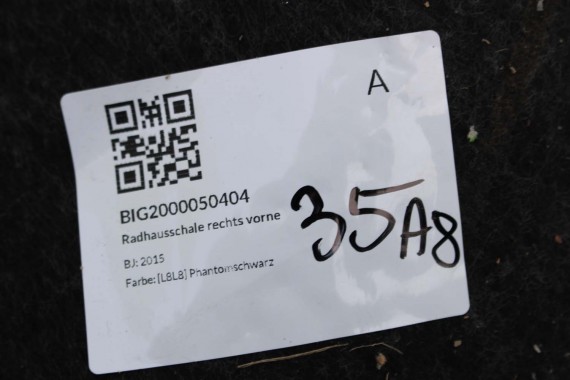 A
BIG2000050404
Radhausschale rechts vorne
BJ: 2015
Farbe: [L8L8] Phantomschwarz
35A8